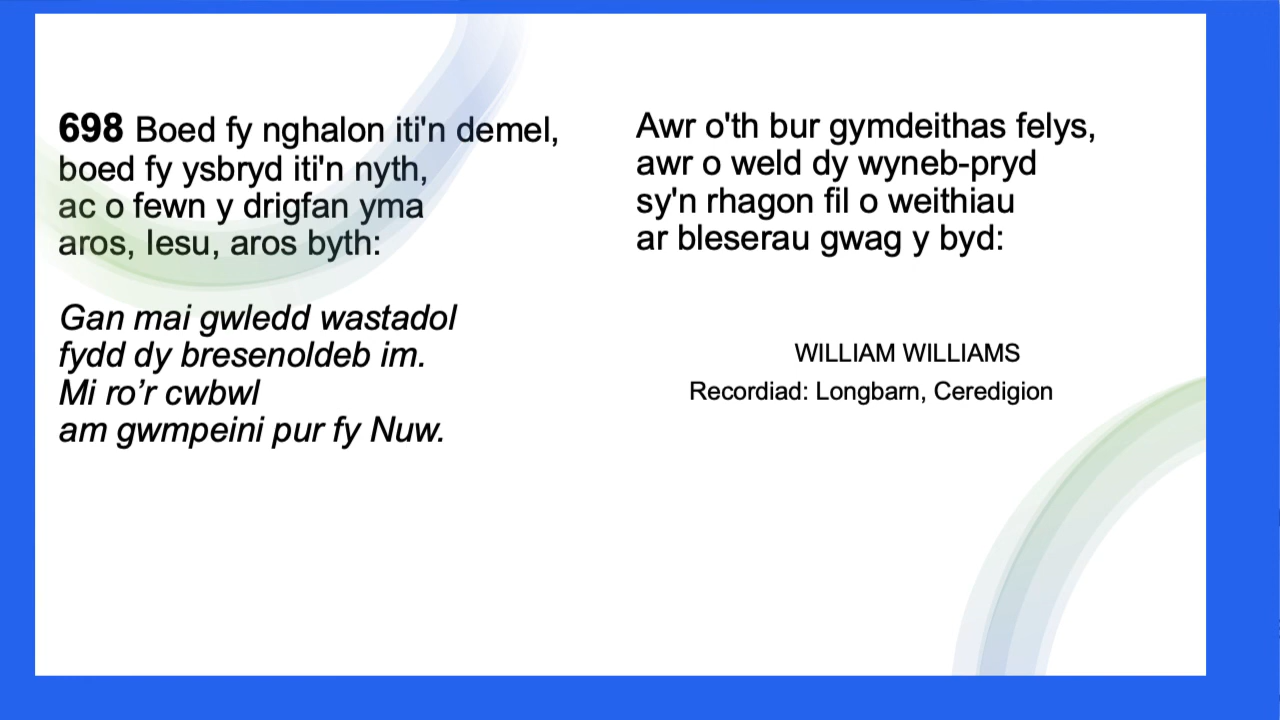 698 Boed fy nghalon iti'n demel,
boed fy ysbryd iti'n nyth,
ac o fewn y drigfan yma
aros, Iesu, aros byth:
Gan mai gwledd wastadol
fydd dy bresenoldeb im.
Mi ro’r cwbwl
am gwmpeini pur fy Nuw.
Awr o'th bur gymdeithas felys,
awr o weld dy wyneb-pryd
sy'n rhagon fil o weithiau
ar bleserau gwag y byd:
WILLIAM WILLIAMS
Recordiad: Longbarn, Ceredigion